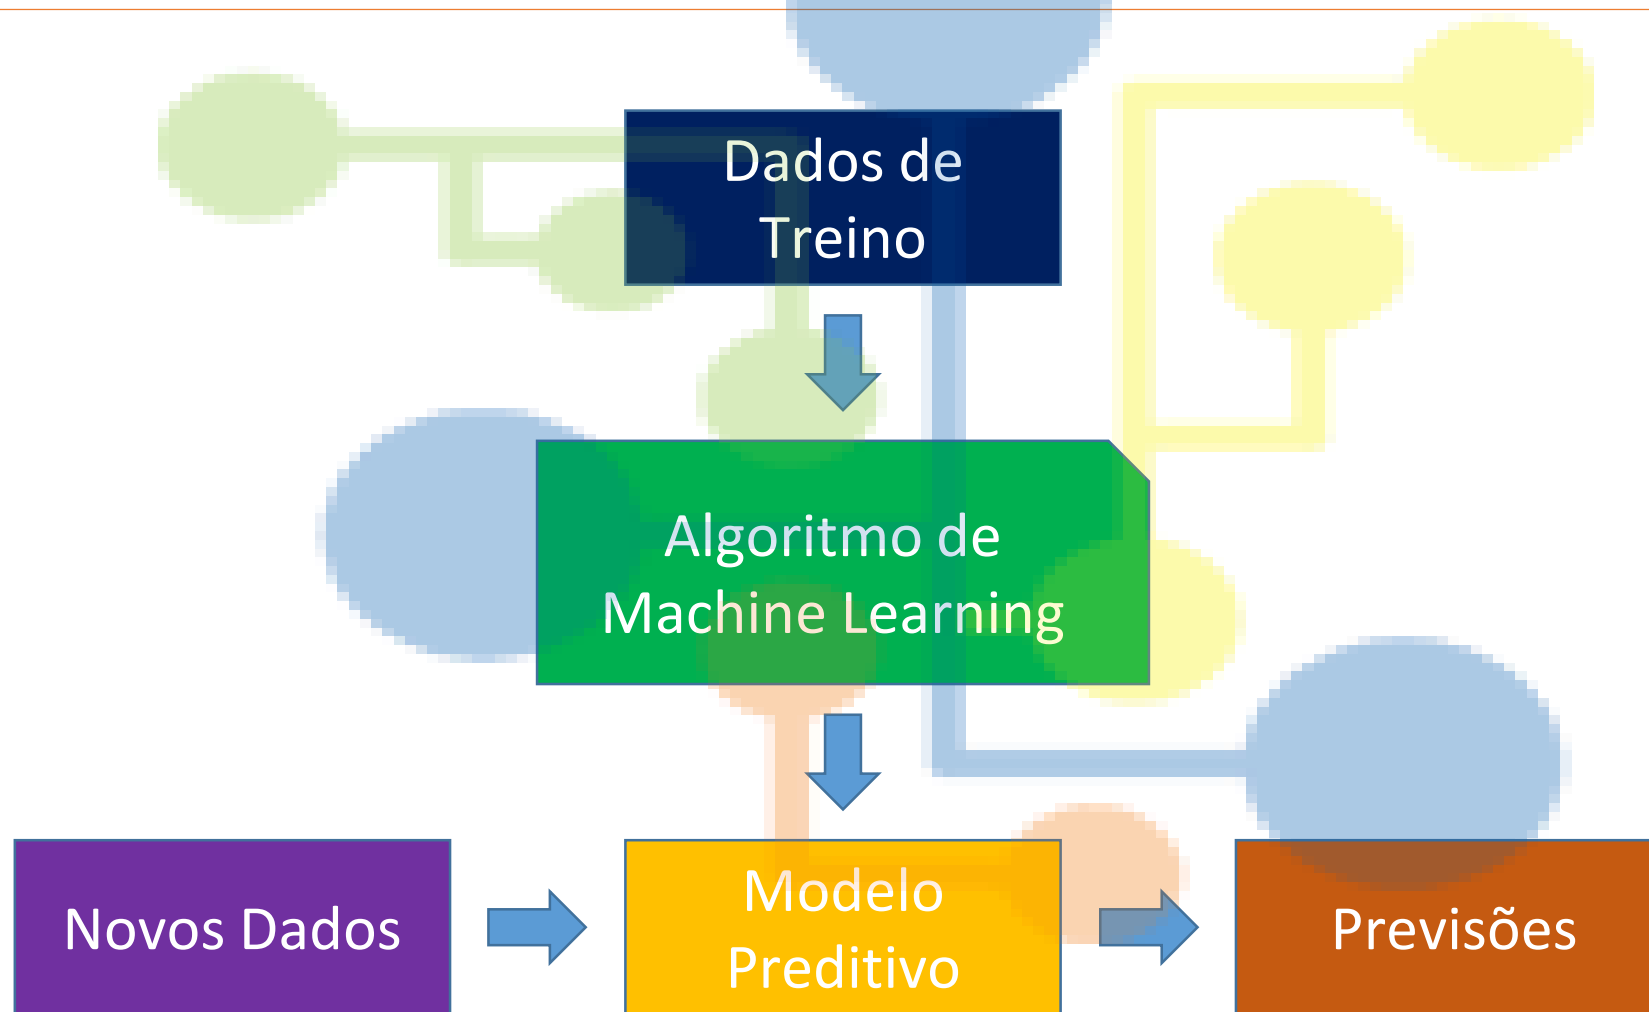 Dados de
Treino
Algoritmo de
Machine Learning
Novos Dados
Modelo
Preditivo
Previsões